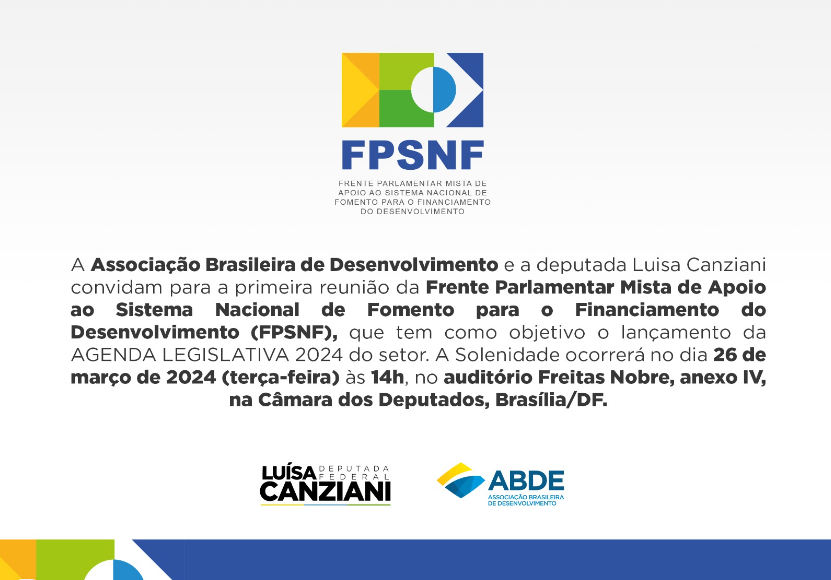 FPSNF
FRENTE PARLAMENTAR MISTA DE
APOIO AO SISTEMA NACIONAL DE
FOMENTO PARA O FINANCIAMENTO
DO DESENVOLVIMENTO
A Associação Brasileira de Desenvolvimento e a deputada Luisa Canziani
convidam para a primeira reunião da Frente Parlamentar Mista de Apoio
ao Sistema Nacional de Fomento para o Financiamento do
Desenvolvimento (FPSNF), que tem como objetivo o lançamento da
AGENDA LEGISLATIVA 2024 do setor. A Solenidade ocorrerá no dia 26 de
março de 2024 (terça-feira) às 14h, no auditório Freitas Nobre, anexo IV,
na Câmara dos Deputados, Brasília/DF.
LUÍSA DEPUTADA FEDERAL
CANZIANI
ABDE
ASSOCIAÇÃO BRASILEIRA
DE DESENVOLVIMENTO